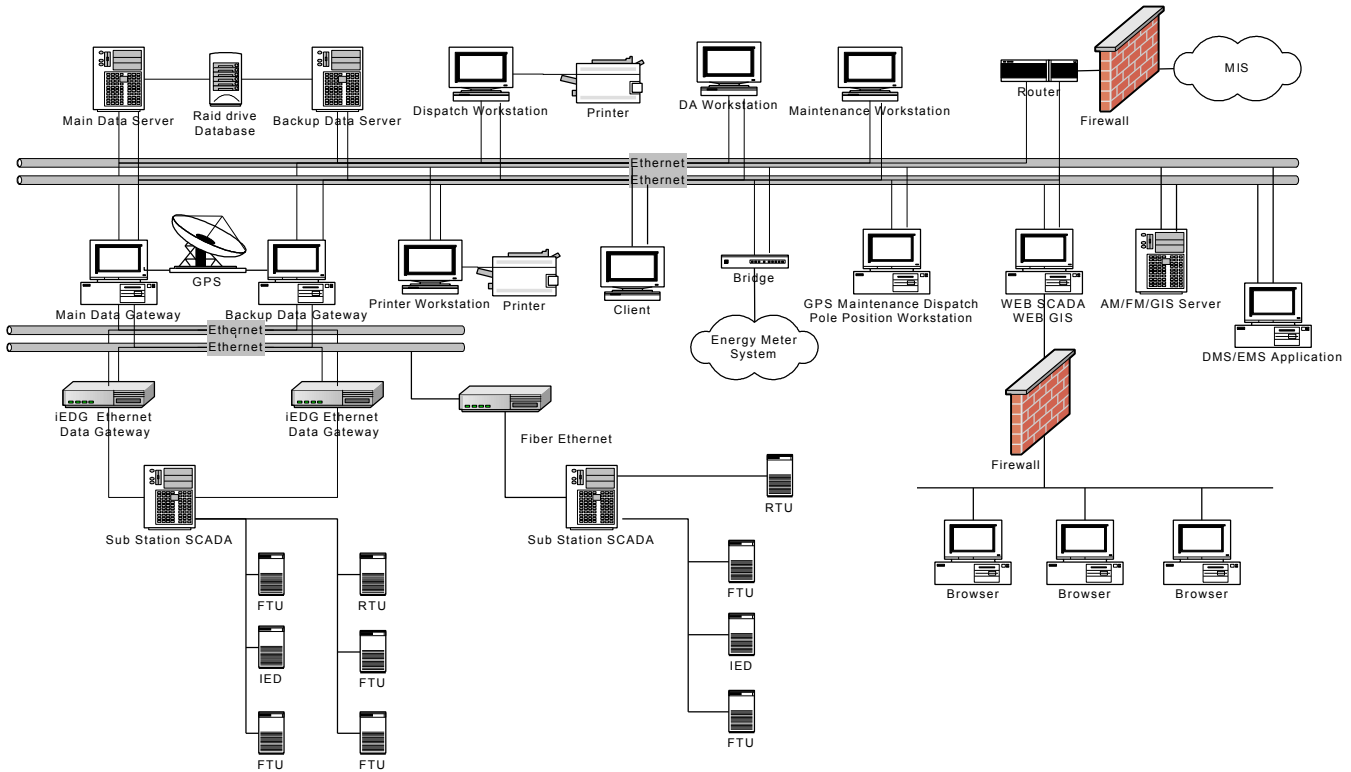 MIS
Main Data Server
Raid drive
Database
Backup Data Server
Dispatch Workstation
Printer
DA Workstation
Maintenance Workstation
Router
Firewall
Ethernet
Ethernet
Main Data Gateway
GPS
Backup Data Gateway
Printer Workstation
Printer
Client
Bridge
Energy Meter
System
GPS Maintenance Dispatch
Pole Position Workstation
WEB SCADA
WEB GIS
AM/FM/GIS Server
DMS/EMS Application
Ethernet
Ethernet
iEDG Ethernet
Data Gateway
iEDG Ethernet
Data Gateway
Fiber Ethernet
Firewall
Sub Station SCADA
Sub Station SCADA
RTU
FTU
RTU
FTU
Browser
Browser
Browser
IED
FTU
IED
FTU
FTU
FTU